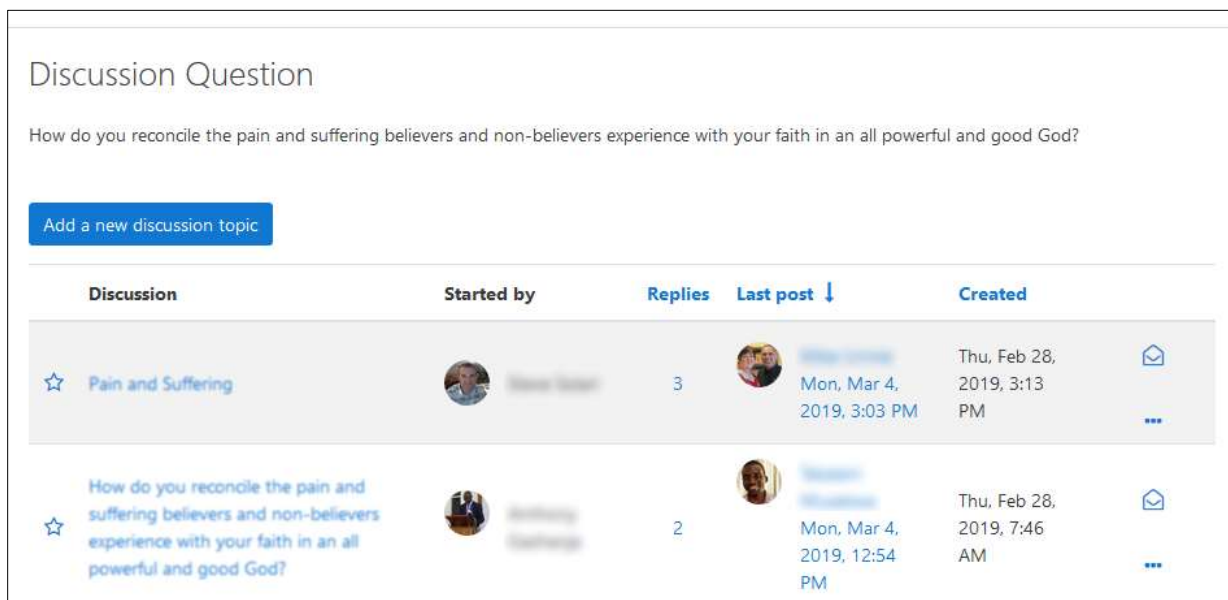 Discussion Question
How do you reconcile the pain and suffering believers and non-believers experience with your faith in an all powerful and good God?
Add a new discussion topic
Discussion Started by Replies Last post Created
Pain and Suffering
3
Mon, Mar 4,
2019, 3:03 PM
Thu, Feb 28,
2019, 3:13
PM
How do you reconcile the pain and
suffering believers and non-believers
experience with your faith in an all
powerful and good God?
2
Mon, Mar 4,
2019, 12:54
PM
Thu, Feb 28,
2019, 7:46
AM